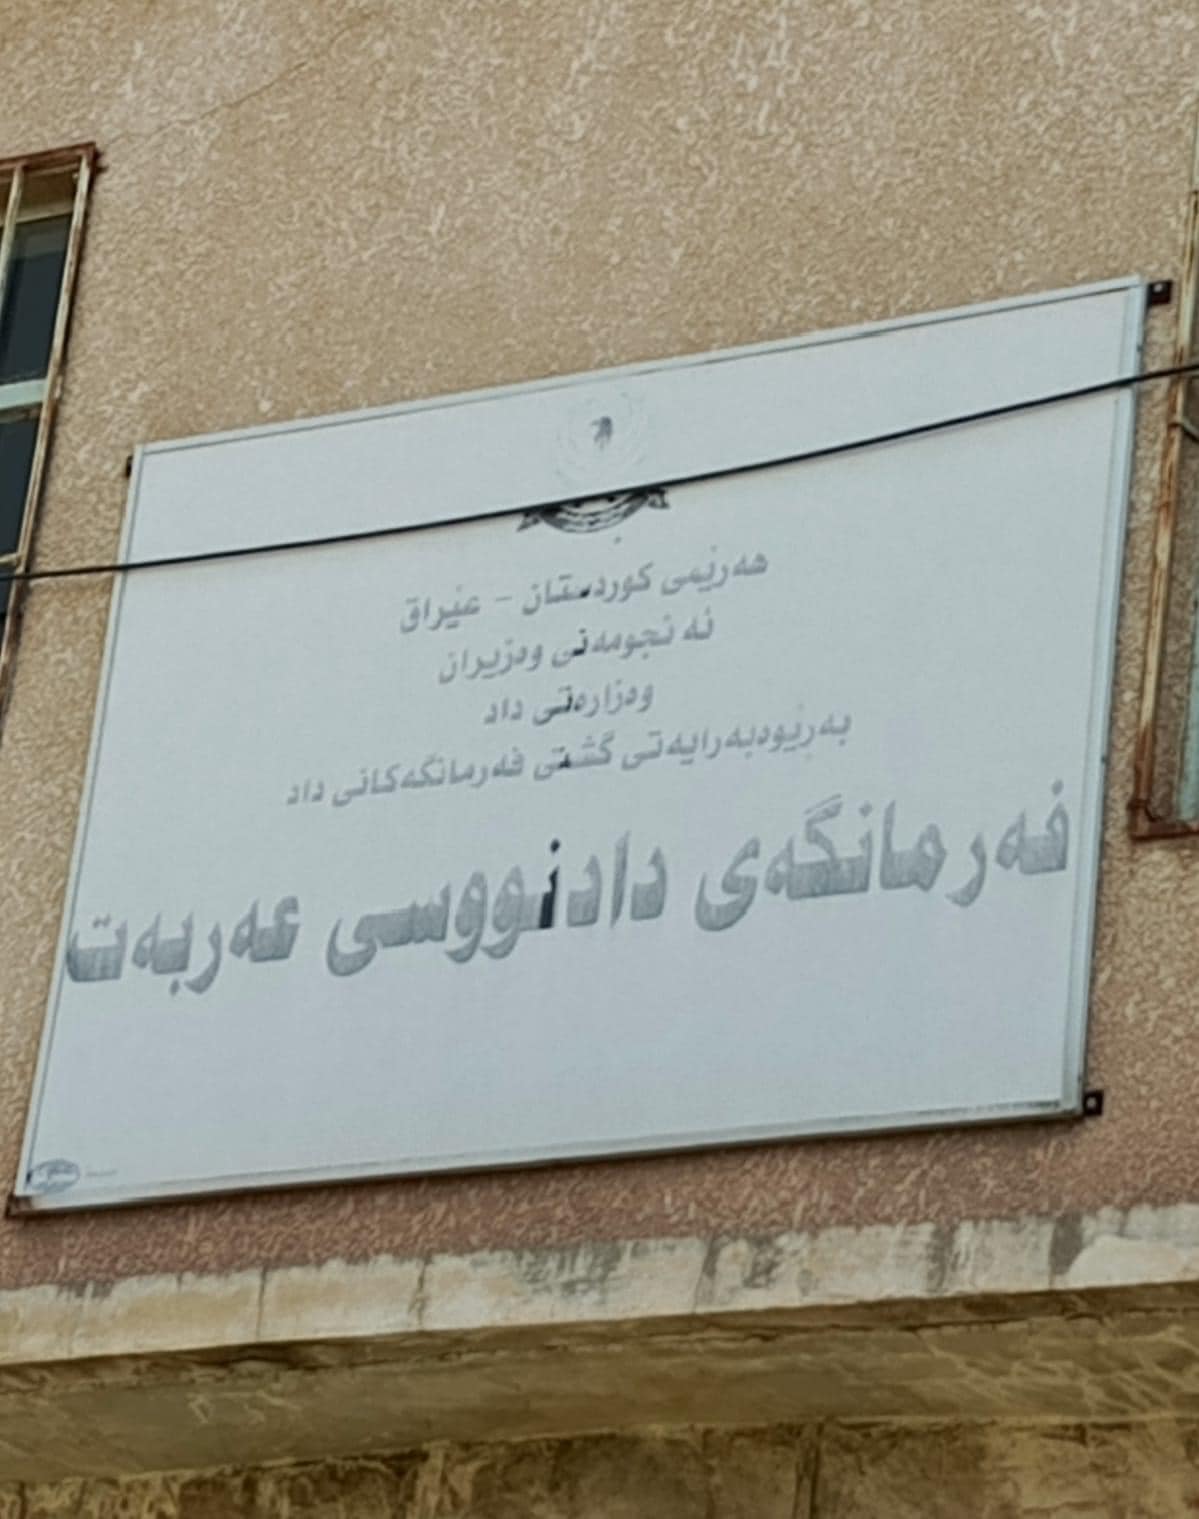 هەرێمی کوردستان - عێراق
ئەنجومەنی وەزیران
وەزارەتی داد
بەڕێوەبەرایەتی گشتی فەرمانگەکانی داد
فەرمانگەی دادنووسی عەربەت